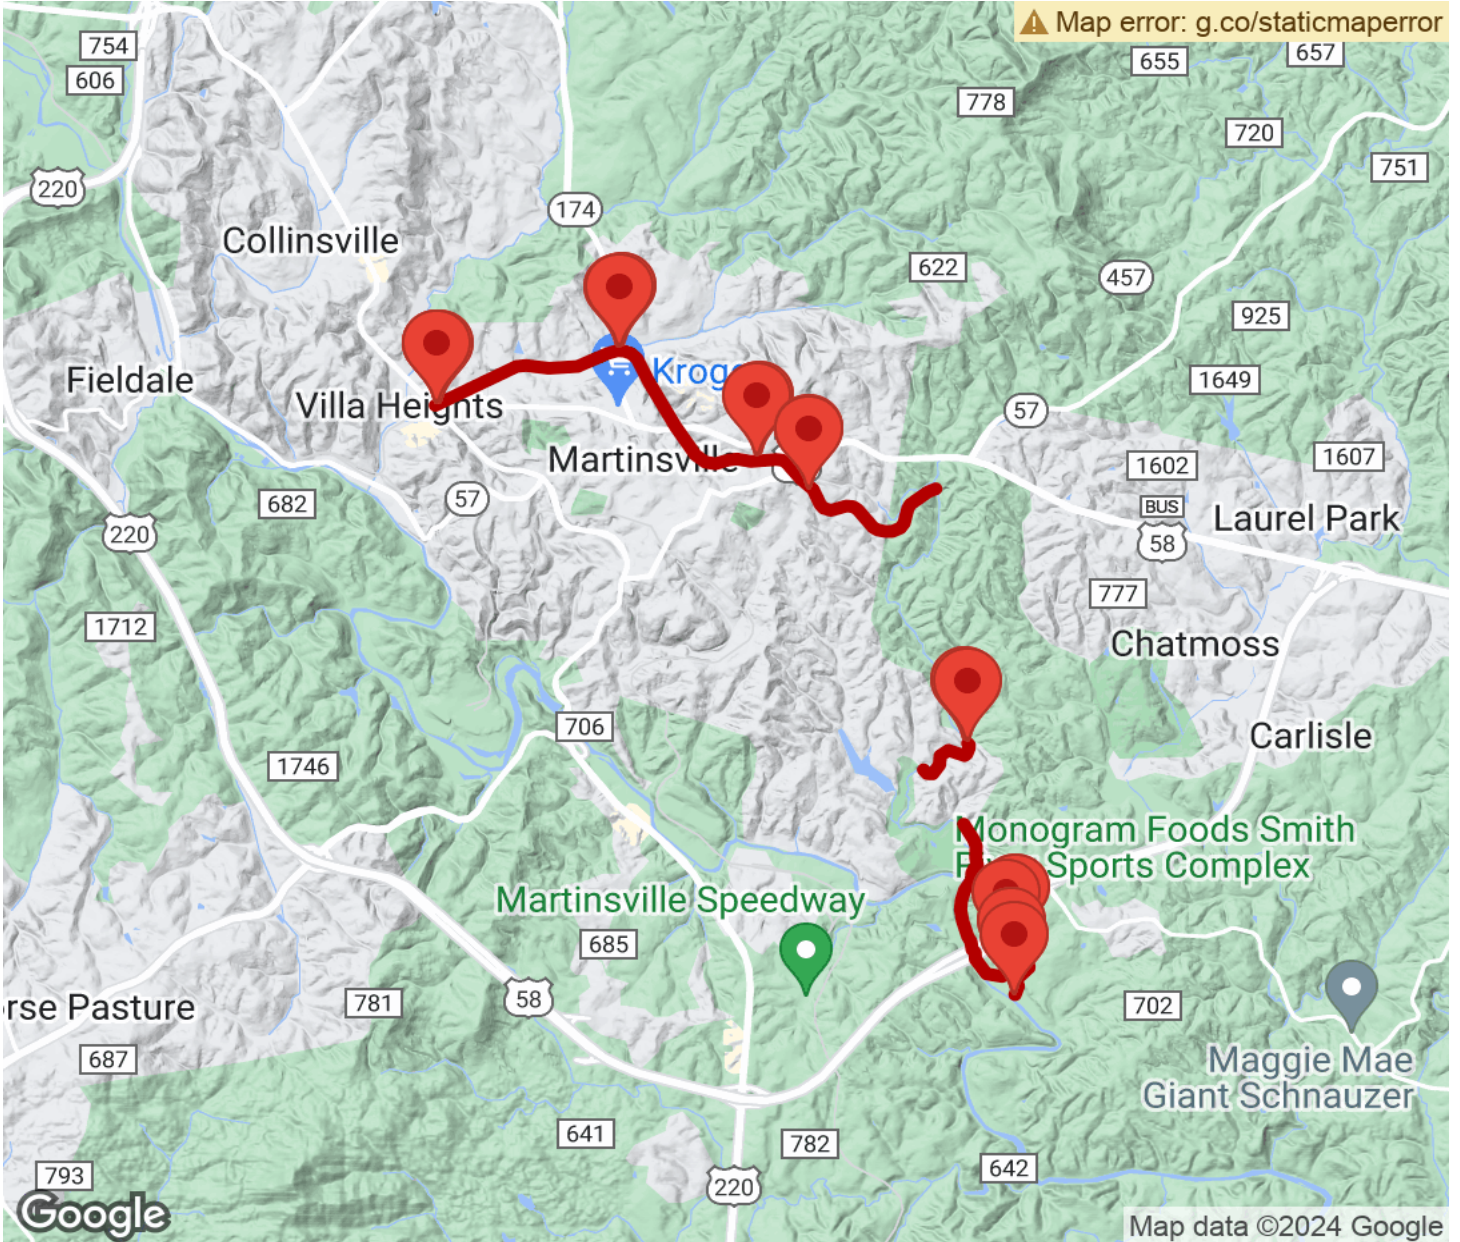 Map error: g.co/staticmaperror
754
606
655
657
778
720
751
220
174
Collinsville
622
457
925
Fieldale
Villa Heights
1649
57
Martinsville
1602
1607
682
57
BUS
58
Laurel Park
220
777
1712
Chatmoss
706
1746
Carlisle
Monogram Foods Smith
Sports Complex
Martinsville Speedway
685
781
58
702
rse Pasture
687
Maggie Mae
Giant Schnauzer
641
782
793
220
642
Google
Map data ©2024 Google